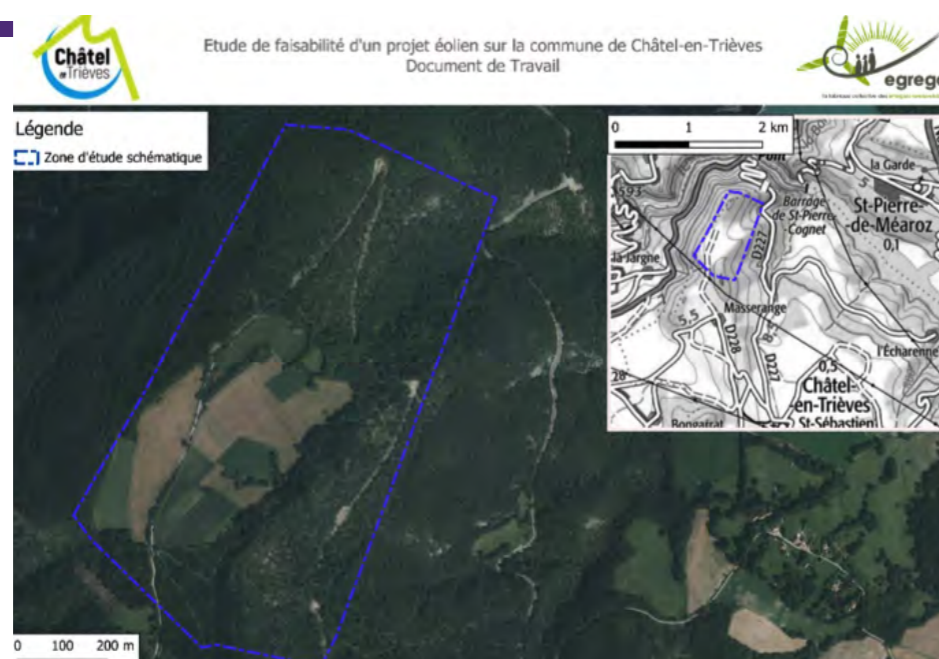 Châtel
en Trièves
Etude de faisabilité d'un projet éolien sur la commune de Châtel-en-Trièves
Document de Travail
egreg
Légende
Zone d'étude schématique
0 1 2 km
Pont
la Garde
593
Barrage
de St-Pierre-
Cognet
St-Pierre-
de-Méaroz
0,1
la Jargne
D227
Masserange
5,5
D228
l'Écharenne
28
0,5
D227
Châtel-
-en-Trièves
St-Sébastien
0 100 200 m